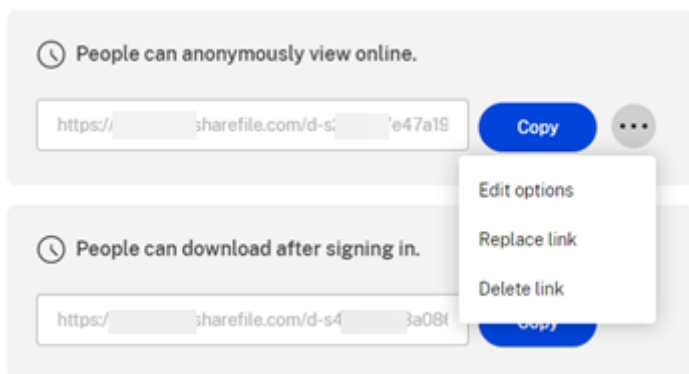 People can anonymously view online.
https:// sharefile.com/d-s 'e47a19
Copy
Edit options
Replace link
Delete link
People can download after signing in.
https:/ sharefile.com/d-s4 3a08
Copy